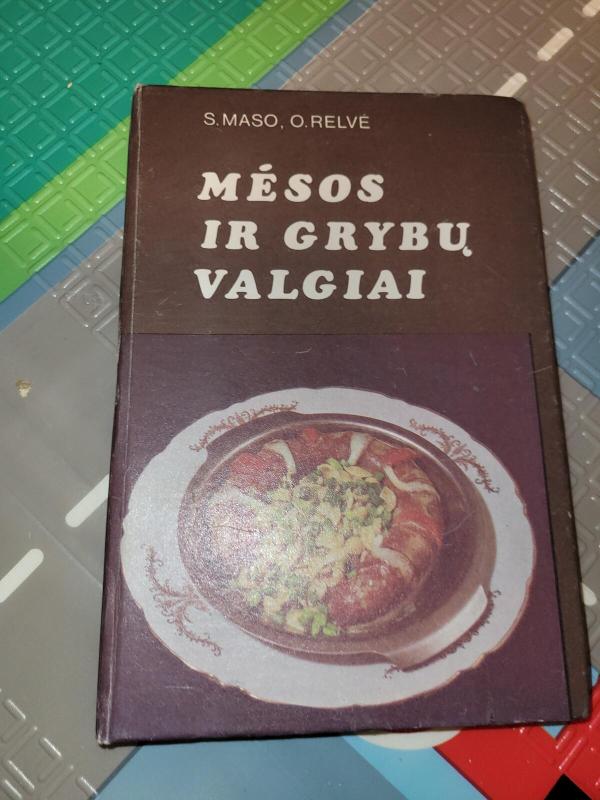 S. MASO, O. RELVĖ
MĖSOS
IR GRYBŲ
VALGIAI